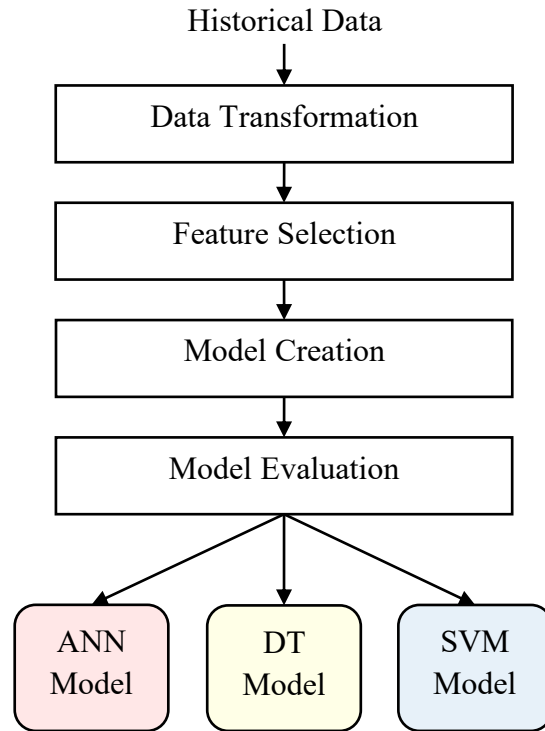 Historical Data
Data Transformation
Feature Selection
Model Creation
Model Evaluation
ANN
Model
DT
Model
SVM
Model